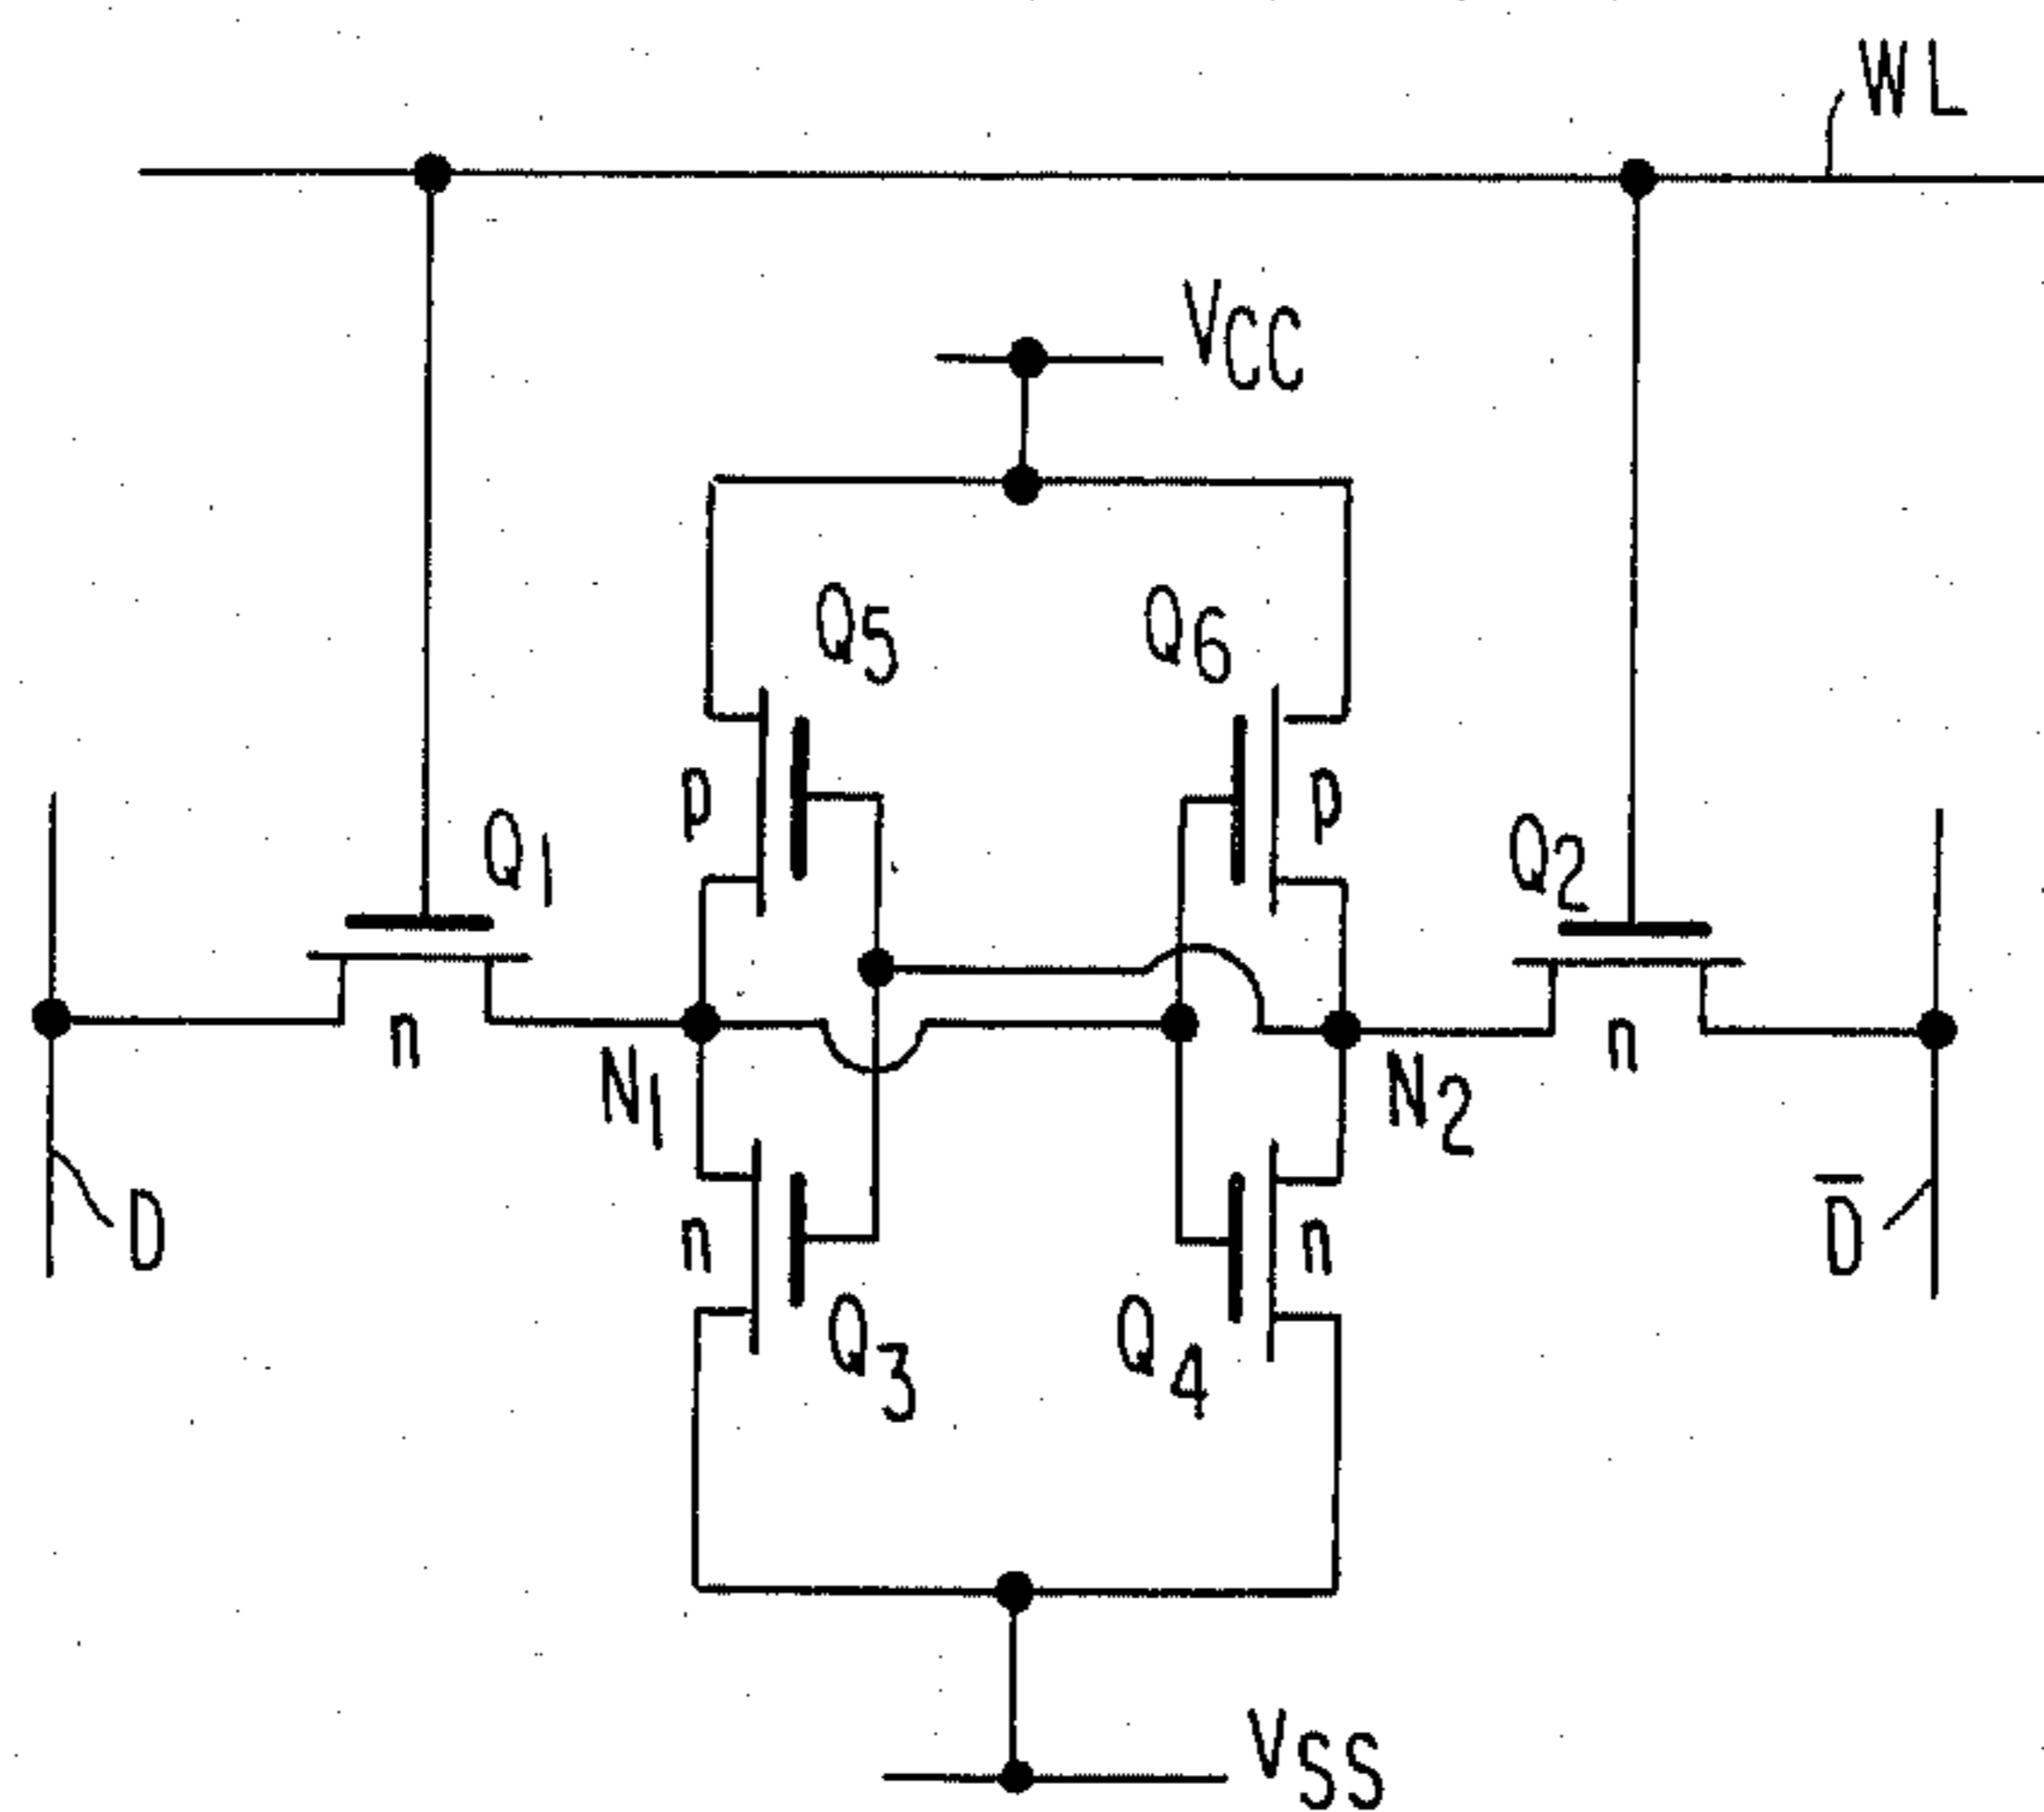 WL
VCC
Q5 Q6
p p
Q1 Q2
n n
N1 N2
D n n D̅
Q3 Q4
VSS